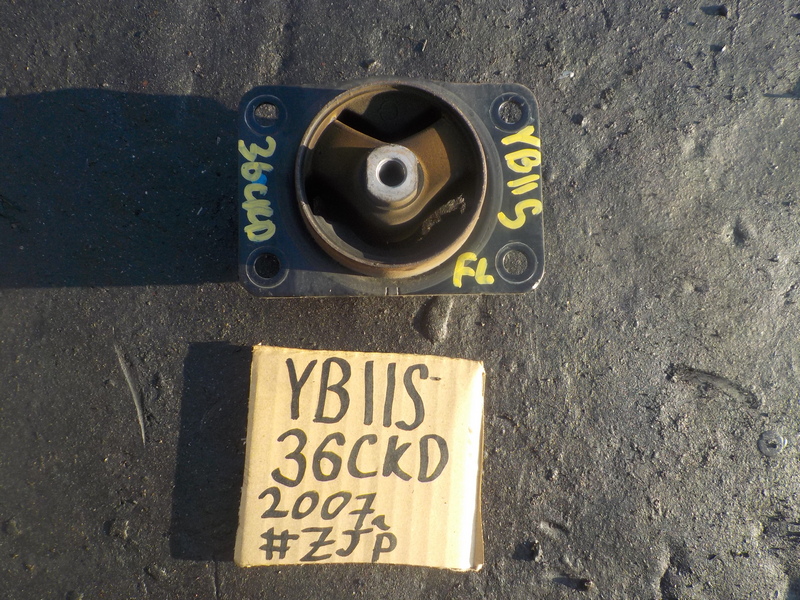 36CKD
YB11S
FL
YB11S
36CKD
2007
#ZJp